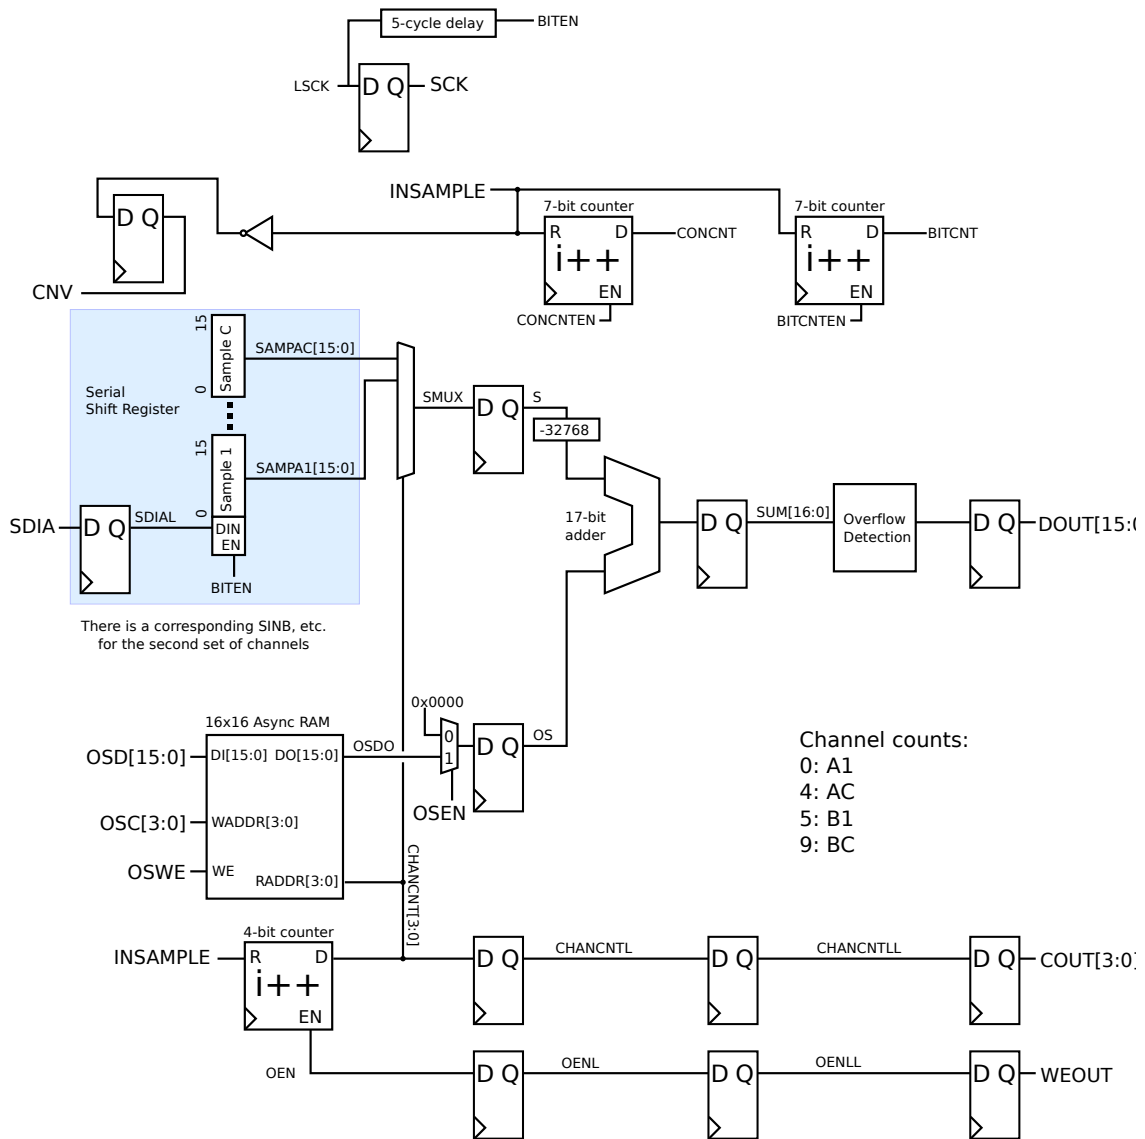 5-cycle delay
BITEN
LSCK
D Q
SCK
INSAMPLE
7-bit counter
7-bit counter
D Q
R D
CONCNT
R D
BITCNT
i++
i++
EN
EN
CNV
CONCNTEN
BITCNTEN
15
Sample C
0
SAMPAC[15:0]
Serial
Shift Register
SMUX
D Q
S
-32768
15
Sample 1
0
SAMPA1[15:0]
SDIA
D Q
SDIAL
DIN
EN
BITEN
17-bit
adder
D Q
SUM[16:0]
Overflow
Detection
D Q
DOUT[15:0
There is a corresponding SINB, etc.
for the second set of channels
0x0000
16x16 Async RAM
0
1
D Q
OS
OSD[15:0]
DI[15:0]
DO[15:0]
OSDO
OSEN
OSC[3:0]
WADDR[3:0]
OSWE
WE
RADDR[3:0]
CHANCNT[3:0]
Channel counts:
0: A1
4: AC
5: B1
9: BC
4-bit counter
INSAMPLE
R D
i++
EN
D Q
CHANCNTL
D Q
CHANCNTLL
D Q
COUT[3:0]
OEN
D Q
OENL
D Q
OENLL
D Q
WEOUT